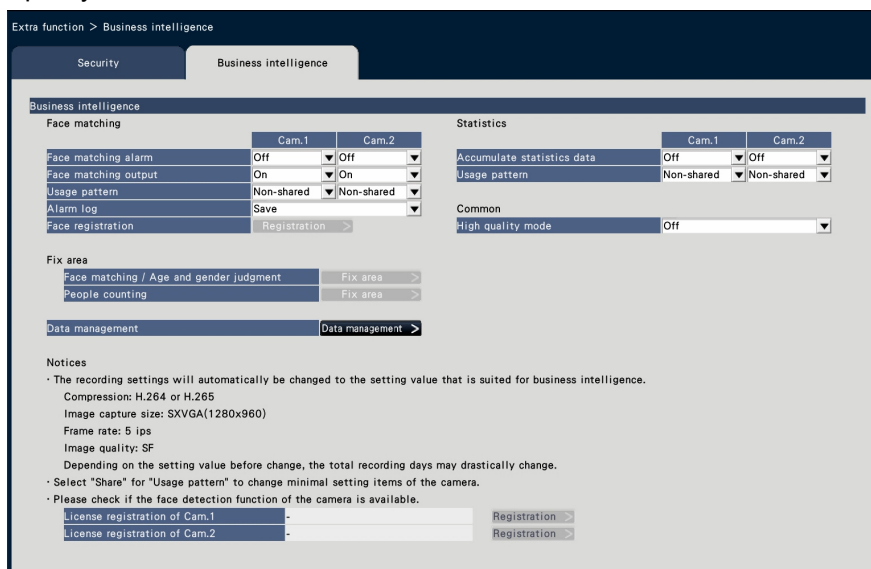 Extra function > Business intelligence
Security
Business intelligence
Business intelligence
Face matching
Cam.1 Cam.2
Face matching alarm Off Off
Face matching output On On
Usage pattern Non-shared Non-shared
Alarm log Save
Face registration Registration >
Statistics
Cam.1 Cam.2
Accumulate statistics data Off Off
Usage pattern Non-shared Non-shared
Common
High quality mode Off
Fix area
Face matching / Age and gender judgment Fix area >
People counting Fix area >
Data management Data management >
Notices
· The recording settings will automatically be changed to the setting value that is suited for business intelligence.
Compression: H.264 or H.265
Image capture size: SXVGA(1280x960)
Frame rate: 5 ips
Image quality: SF
Depending on the setting value before change, the total recording days may drastically change.
· Select "Share" for "Usage pattern" to change minimal setting items of the camera.
· Please check if the face detection function of the camera is available.
License registration of Cam.1 - Registration >
License registration of Cam.2 - Registration >